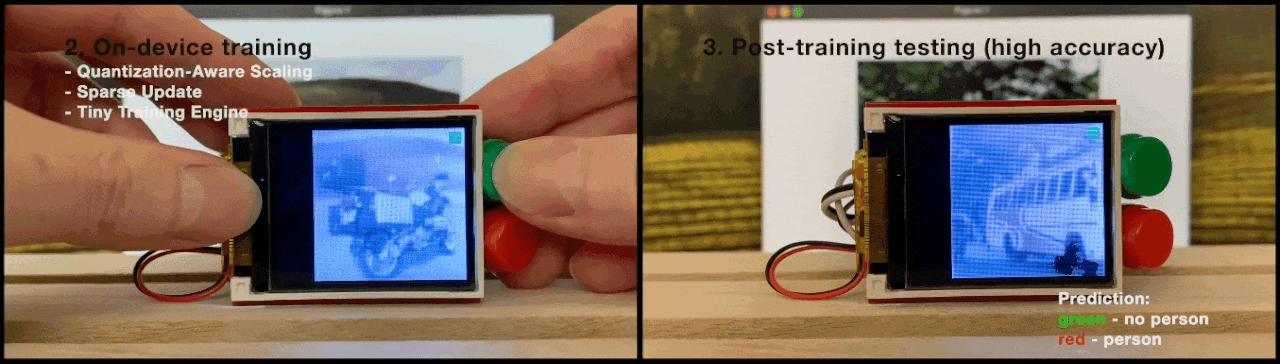 2. On-device training
- Quantization-Aware Scaling
- Sparse Update
- Tiny Training Engine
3. Post-training testing (high accuracy)
Prediction:
green - no person
red - person